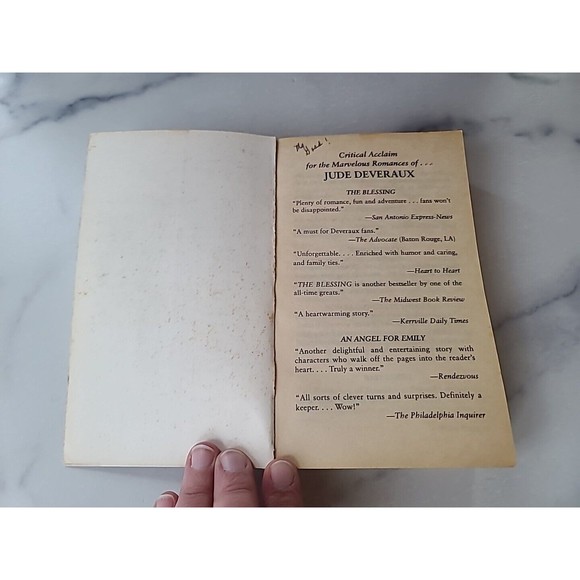 Critical Acclaim
for the Marvelous Romances of . . .
JUDE DEVERAUX
THE BLESSING
"Plenty of romance, fun and adventure . . . fans won't
be disappointed."
—San Antonio Express-News
"A must for Deveraux fans."
—The Advocate (Baton Rouge, LA)
"Unforgettable. . . . Enriched with humor and caring,
and family ties."
—Heart to Heart
"THE BLESSING is another bestseller by one of the
all-time greats."
—The Midwest Book Review
"A heartwarming story."
—Kerrville Daily Times
AN ANGEL FOR EMILY
"Another delightful and entertaining story with
characters who walk off the pages into the reader's
heart. . . . Truly a winner."
—Rendezvous
"All sorts of clever turns and surprises. Definitely a
keeper. . . . Wow!"
—The Philadelphia Inquirer